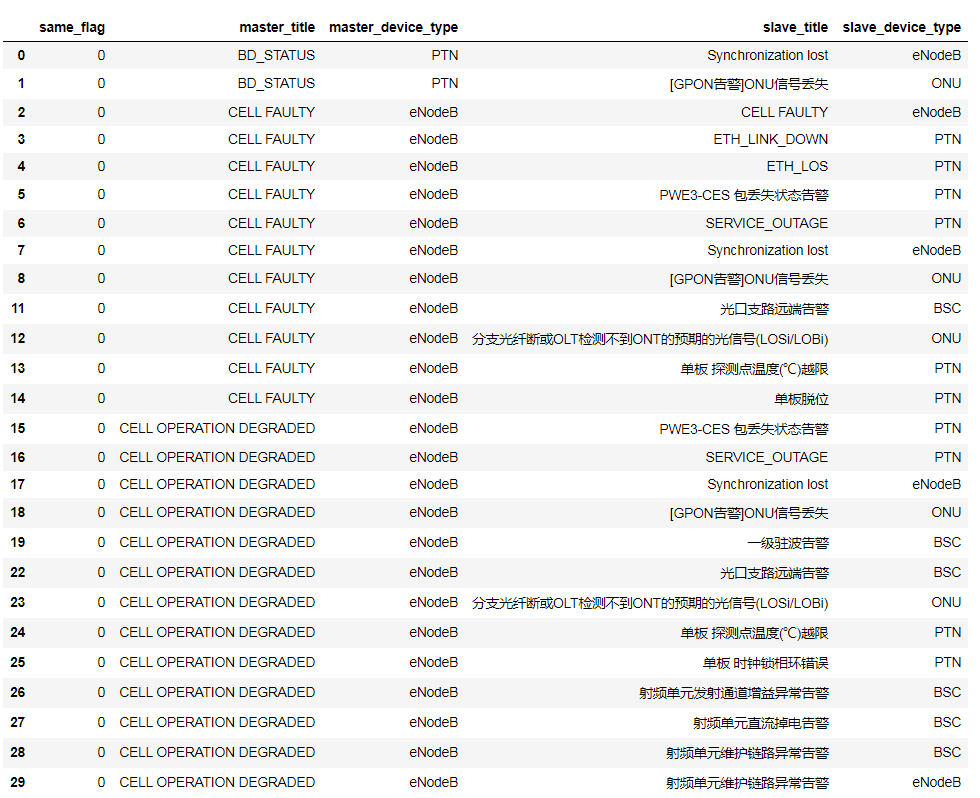 same_flag master_title master_device_type slave_title slave_device_type
0 0 BD_STATUS PTN Synchronization lost eNodeB
1 0 BD_STATUS PTN [GPON告警]ONU信号丢失 ONU
2 0 CELL FAULTY eNodeB CELL FAULTY eNodeB
3 0 CELL FAULTY eNodeB ETH_LINK_DOWN PTN
4 0 CELL FAULTY eNodeB ETH_LOS PTN
5 0 CELL FAULTY eNodeB PWE3-CES 包丢失状态告警 PTN
6 0 CELL FAULTY eNodeB SERVICE_OUTAGE PTN
7 0 CELL FAULTY eNodeB Synchronization lost eNodeB
8 0 CELL FAULTY eNodeB [GPON告警]ONU信号丢失 ONU
11 0 CELL FAULTY eNodeB 光口支路远端告警 BSC
12 0 CELL FAULTY eNodeB 分支光纤断或OLT检测不到ONT的预期的光信号(LOSi/LOBi) ONU
13 0 CELL FAULTY eNodeB 单板 探测点温度(℃)越限 PTN
14 0 CELL FAULTY eNodeB 单板脱位 PTN
15 0 CELL OPERATION DEGRADED eNodeB PWE3-CES 包丢失状态告警 PTN
16 0 CELL OPERATION DEGRADED eNodeB SERVICE_OUTAGE PTN
17 0 CELL OPERATION DEGRADED eNodeB Synchronization lost eNodeB
18 0 CELL OPERATION DEGRADED eNodeB [GPON告警]ONU信号丢失 ONU
19 0 CELL OPERATION DEGRADED eNodeB 一级驻波告警 BSC
22 0 CELL OPERATION DEGRADED eNodeB 光口支路远端告警 BSC
23 0 CELL OPERATION DEGRADED eNodeB 分支光纤断或OLT检测不到ONT的预期的光信号(LOSi/LOBi) ONU
24 0 CELL OPERATION DEGRADED eNodeB 单板 探测点温度(℃)越限 PTN
25 0 CELL OPERATION DEGRADED eNodeB 单板 时钟锁相环错误 PTN
26 0 CELL OPERATION DEGRADED eNodeB 射频单元发射通道增益异常告警 BSC
27 0 CELL OPERATION DEGRADED eNodeB 射频单元直流掉电告警 BSC
28 0 CELL OPERATION DEGRADED eNodeB 射频单元维护链路异常告警 BSC
29 0 CELL OPERATION DEGRADED eNodeB 射频单元维护链路异常告警 eNodeB